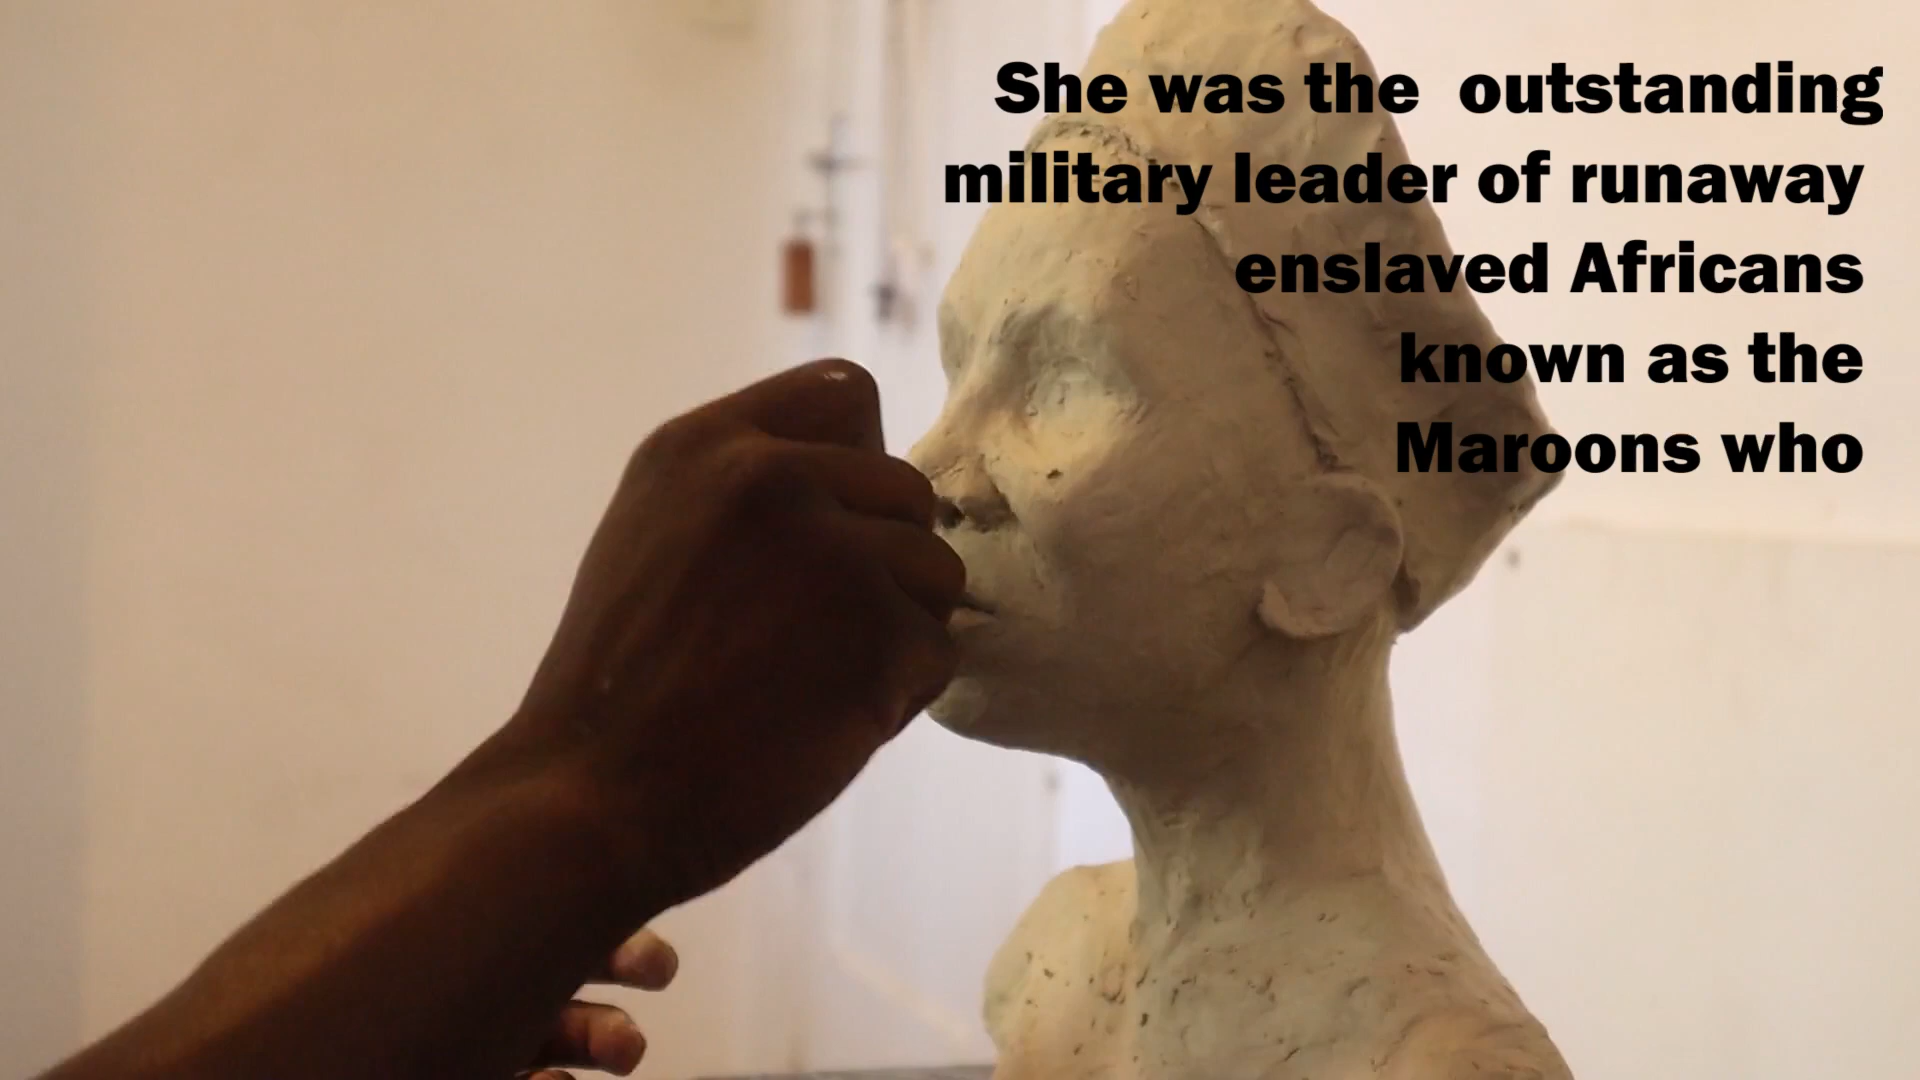 She was the  outstanding
military leader of runaway
enslaved Africans
known as the
Maroons who